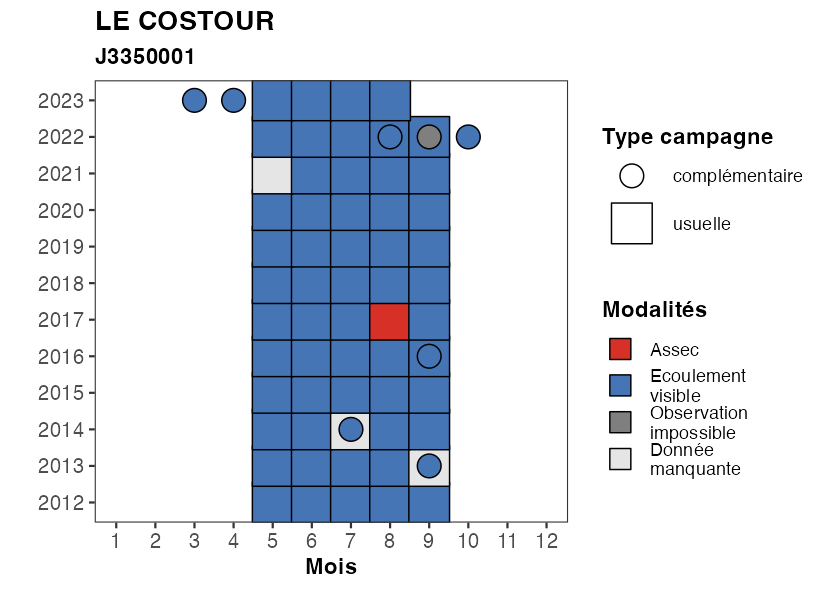 LE COSTOUR
J3350001
2023
2022
2021
2020
2019
2018
2017
2016
2015
2014
2013
2012
1 2 3 4 5 6 7 8 9 10 11 12
Mois
Type campagne
complémentaire
usuelle
Modalités
Assec
Ecoulement
visible
Observation
impossible
Donnée
manquante